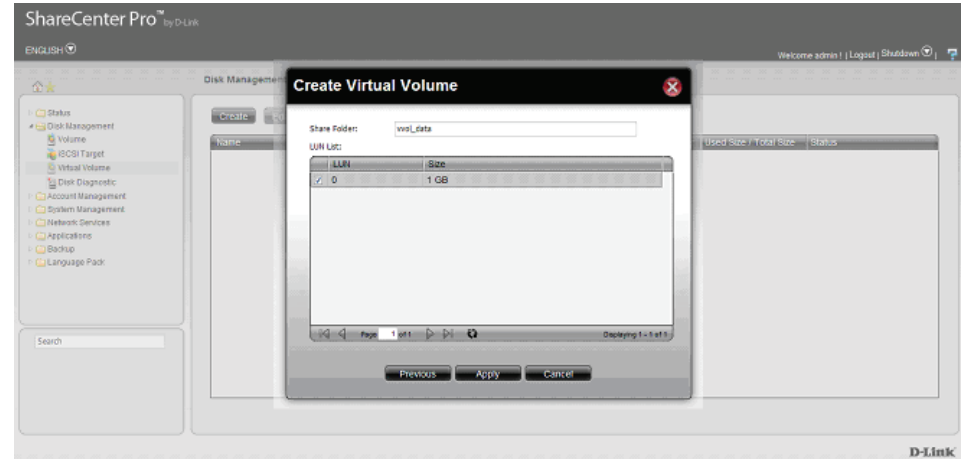 ShareCenter Pro™ by D-Link
ENGLISH
Welcome admin ! | Logout | Shutdown |
Disk Management
Status
Disk Management
Volume
iSCSI Target
Virtual Volume
Disk Diagnostic
Account Management
System Management
Network Services
Applications
Backup
Language Pack
Search
Create
Name
Used Size / Total Size
Status
Create Virtual Volume
Share Folder: vvol_data
LUN List:
LUN Size
0 1 GB
Page 1 of 1
Displaying 1 - 1 of 1
Previous Apply Cancel
D-Link